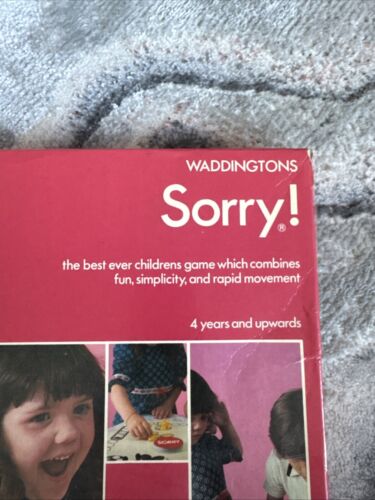 WADDINGTONS
Sorry!®
the best ever childrens game which combines
fun, simplicity, and rapid movement
4 years and upwards
SORRY